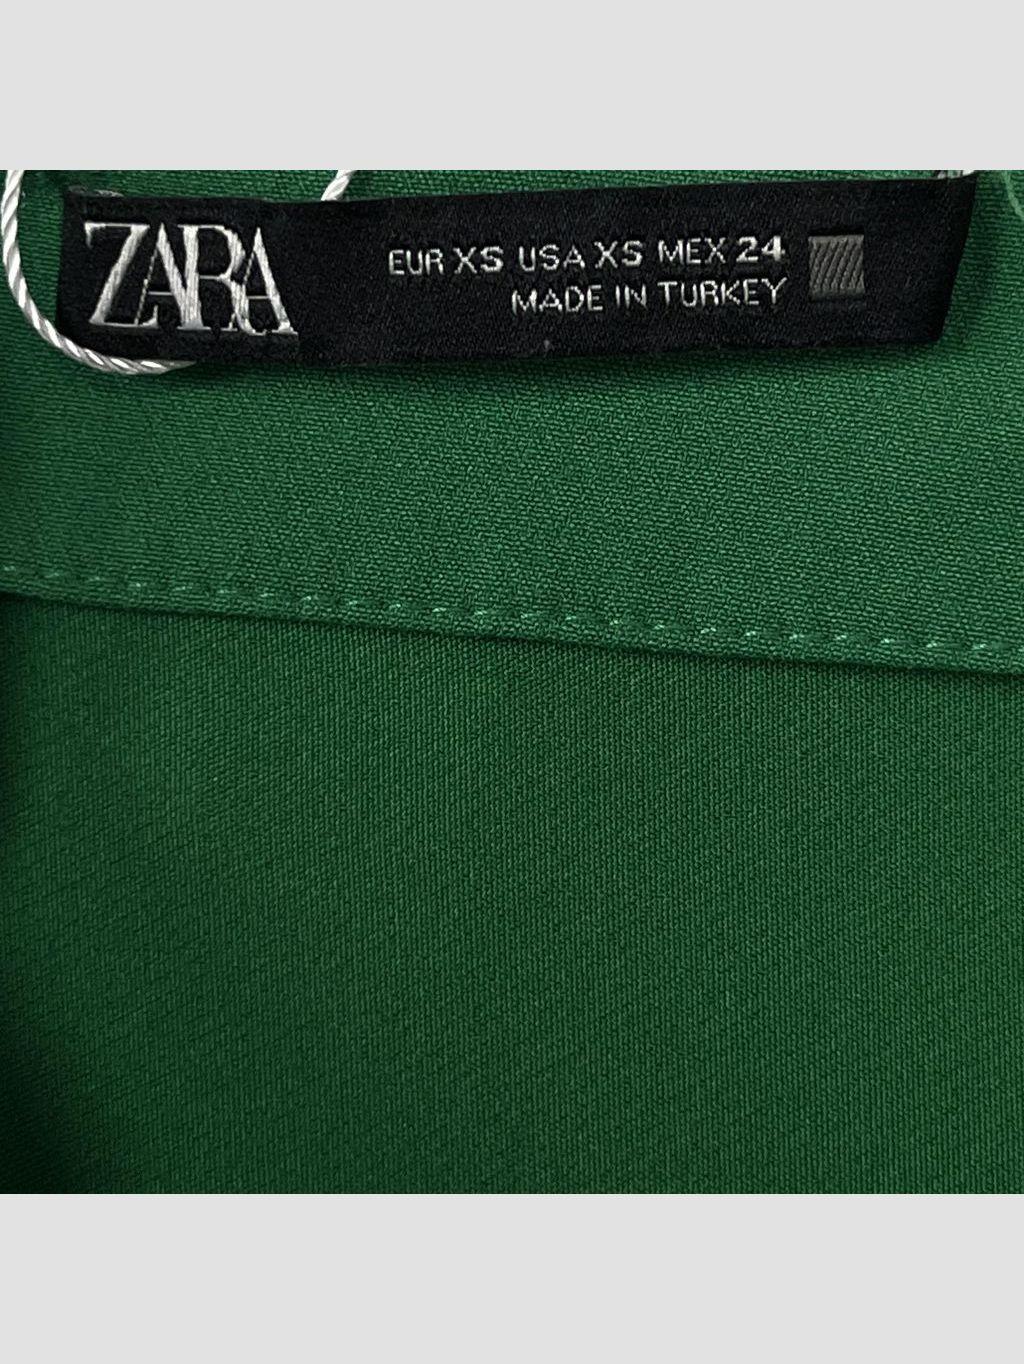 ZARA
EUR XS USA XS MEX 24
MADE IN TURKEY